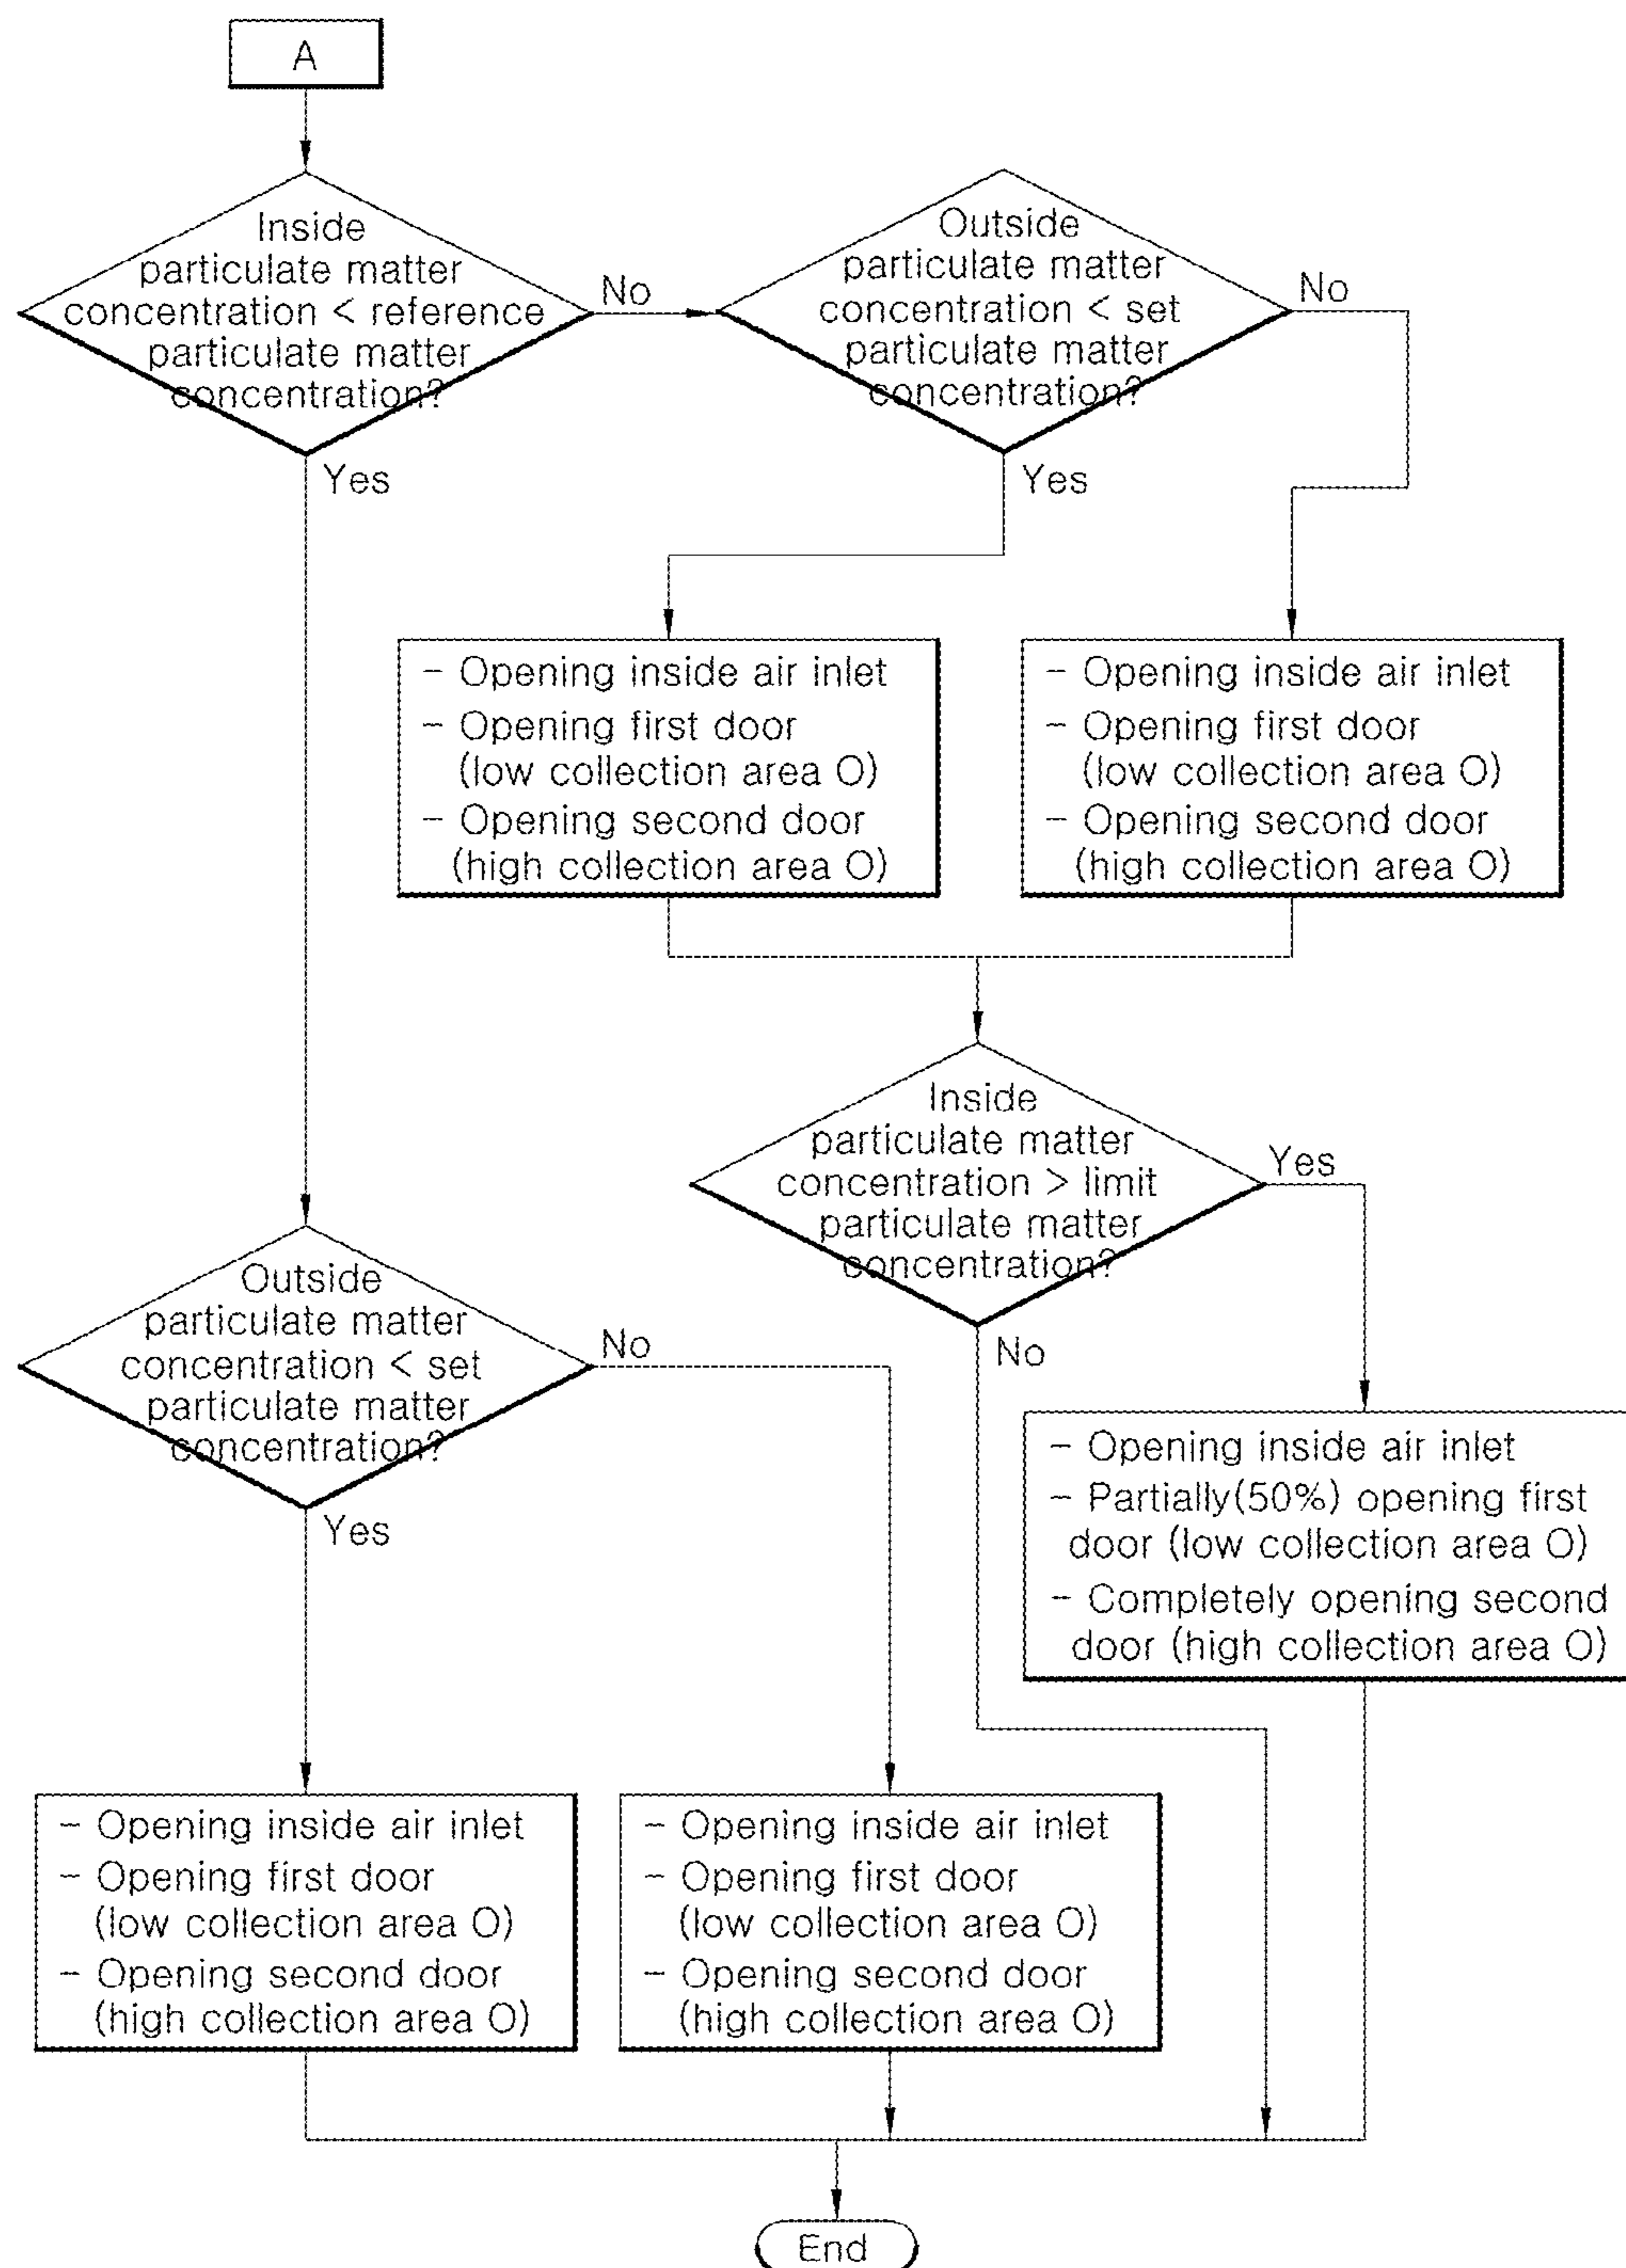 A
Inside
particulate matter
concentration < reference
particulate matter
concentration?
No
Yes
Outside
particulate matter
concentration < set
particulate matter
concentration?
No
Yes
- Opening inside air inlet
- Opening first door
(low collection area O)
- Opening second door
(high collection area O)
- Opening inside air inlet
- Opening first door
(low collection area O)
- Opening second door
(high collection area O)
Inside
particulate matter
concentration > limit
particulate matter
concentration?
Yes
No
Outside
particulate matter
concentration < set
particulate matter
concentration?
No
Yes
- Opening inside air inlet
- Partially(50%) opening first
door (low collection area O)
- Completely opening second
door (high collection area O)
- Opening inside air inlet
- Opening first door
(low collection area O)
- Opening second door
(high collection area O)
- Opening inside air inlet
- Opening first door
(low collection area O)
- Opening second door
(high collection area O)
End